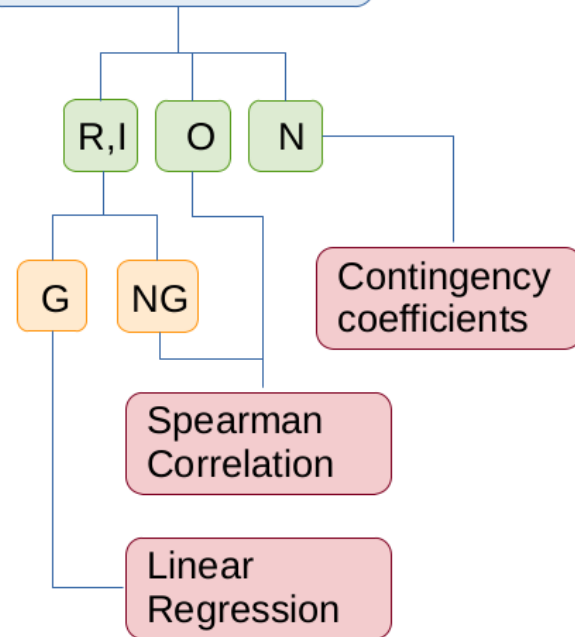 R,I
O
N
G
NG
Contingency
coefficients
Spearman
Correlation
Linear
Regression